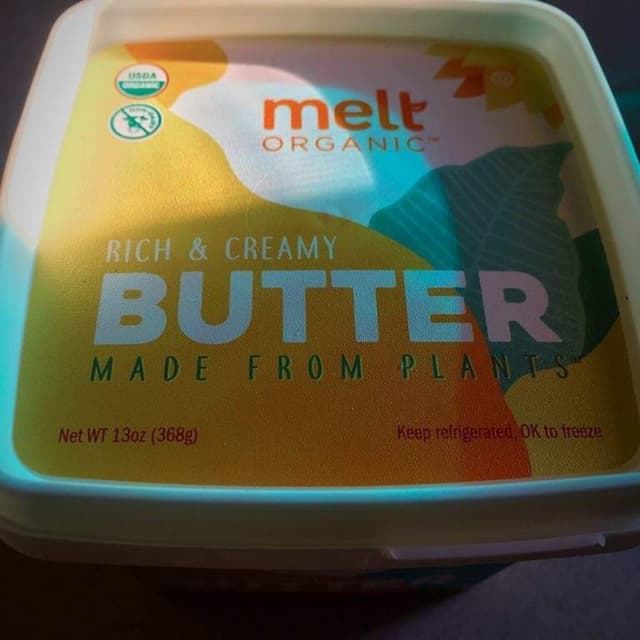 USDA
ORGANIC
melt
ORGANIC™
RICH & CREAMY
BUTTER
MADE FROM PLANTS™
Net WT 13oz (368g)
Keep refrigerated, OK to freeze